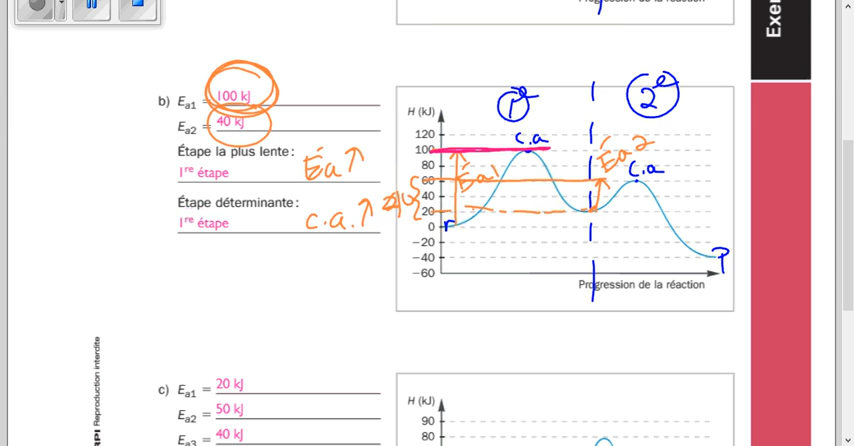 Progression de la réaction
Exer
b) Ea1 = 100 kJ
Ea2 = 40 kJ
Étape la plus lente :
1re étape
Éa ↑
Étape déterminante :
1re étape
c.a. ↑
H (kJ)
120
100
80
60
40
20
0
−20
−40
−60
1e
2e
c.a
Éa1
Éa2
c.a
r
P
Progression de la réaction
RPI Reproduction interdite
c) Ea1 = 20 kJ
Ea2 = 50 kJ
Ea3 = 40 kJ
H (kJ)
90
80